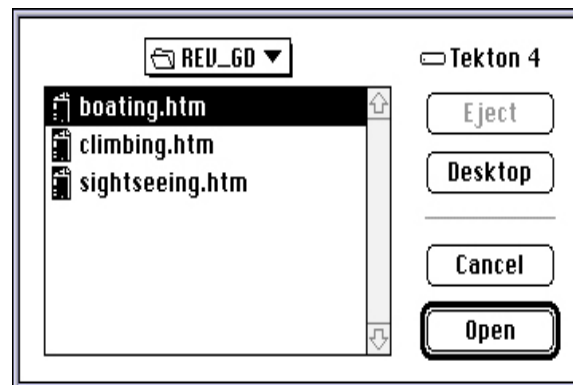 REV_GD
Tekton 4
boating.htm
climbing.htm
sightseeing.htm
Eject
Desktop
Cancel
Open